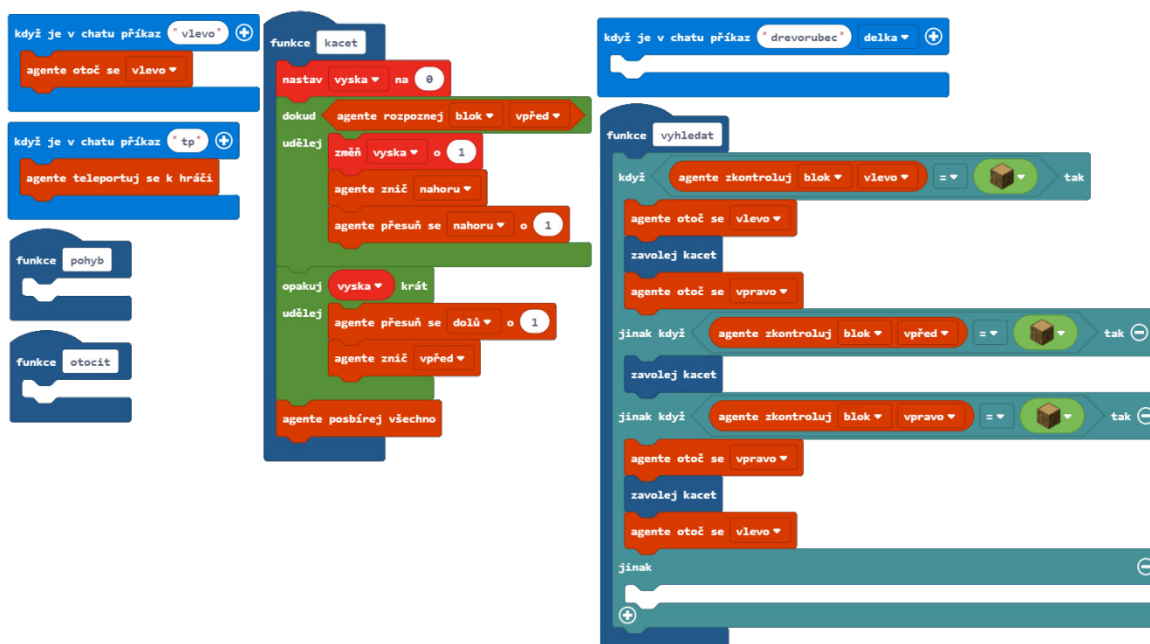 když je v chatu příkaz "vlevo"
agente otoč se vlevo
když je v chatu příkaz "tp"
agente teleportuj se k hráči
funkce pohyb
funkce otocit
funkce kacet
nastav vyska na 0
dokud agente rozpoznej blok vpřed
udělej
změň vyska o 1
agente znič nahoru
agente přesuň se nahoru o 1
opakuj vyska krát
udělej
agente přesuň se dolů o 1
agente znič vpřed
agente posbírej všechno
když je v chatu příkaz "drevorubec" delka
funkce vyhledat
když agente zkontroluj blok vlevo = tak
agente otoč se vlevo
zavolej kacet
agente otoč se vpravo
jinak když agente zkontroluj blok vpřed = tak
zavolej kacet
jinak když agente zkontroluj blok vpravo = tak
agente otoč se vpravo
zavolej kacet
agente otoč se vlevo
jinak